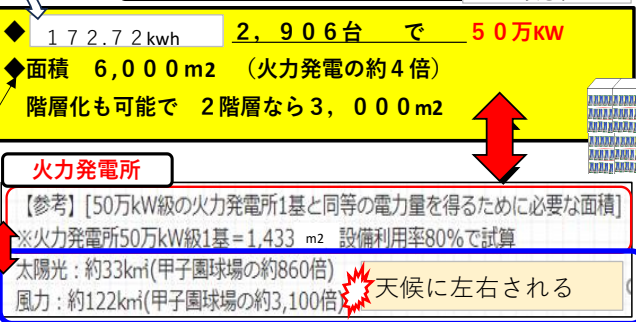 ◆ 172.72kwh 2，906台 で 50万KW
◆面積 6,000m2 （火力発電の約４倍）
階層化も可能で ２階層なら３，０００m2
火力発電所
【参考】[50万kW級の火力発電所1基と同等の電力量を得るために必要な面積]
※火力発電所50万kW級1基＝1,433 m2 設備利用率80%で試算
太陽光：約33k㎡(甲子園球場の約860倍)
風力：約122k㎡(甲子園球場の約3,100倍)
天候に左右される